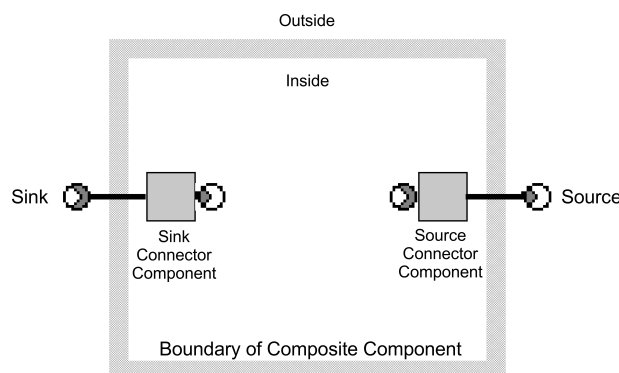 Outside
Inside
Sink
Source
Sink
Connector
Component
Source
Connector
Component
Boundary of Composite Component